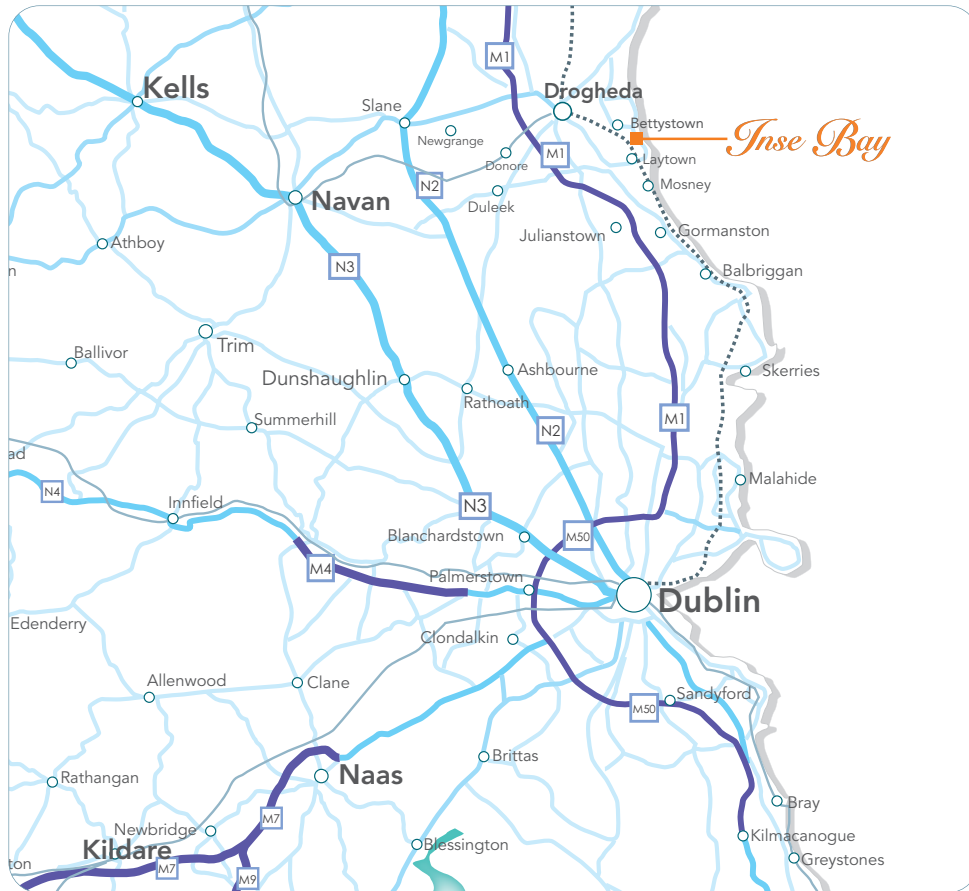 M1
Kells
Drogheda
Slane
Bettystown
Newgrange
Inse Bay
M1
Laytown
Donore
N2
Mosney
Navan
Duleek
Julianstown
Gormanston
Athboy
N3
n
Balbriggan
Trim
Ballivor
Dunshaughlin
Ashbourne
Skerries
Rathoath
Summerhill
M1
N2
ad
Malahide
N4
Innfield
N3
Blanchardstown
M50
M4
Palmerstown
Dublin
Edenderry
Clondalkin
Allenwood
Clane
Sandyford
M50
Brittas
Naas
Rathangan
Bray
M7
Newbridge
Kilmacanogue
Kildare
Blessington
Greystones
ton
M7
M9